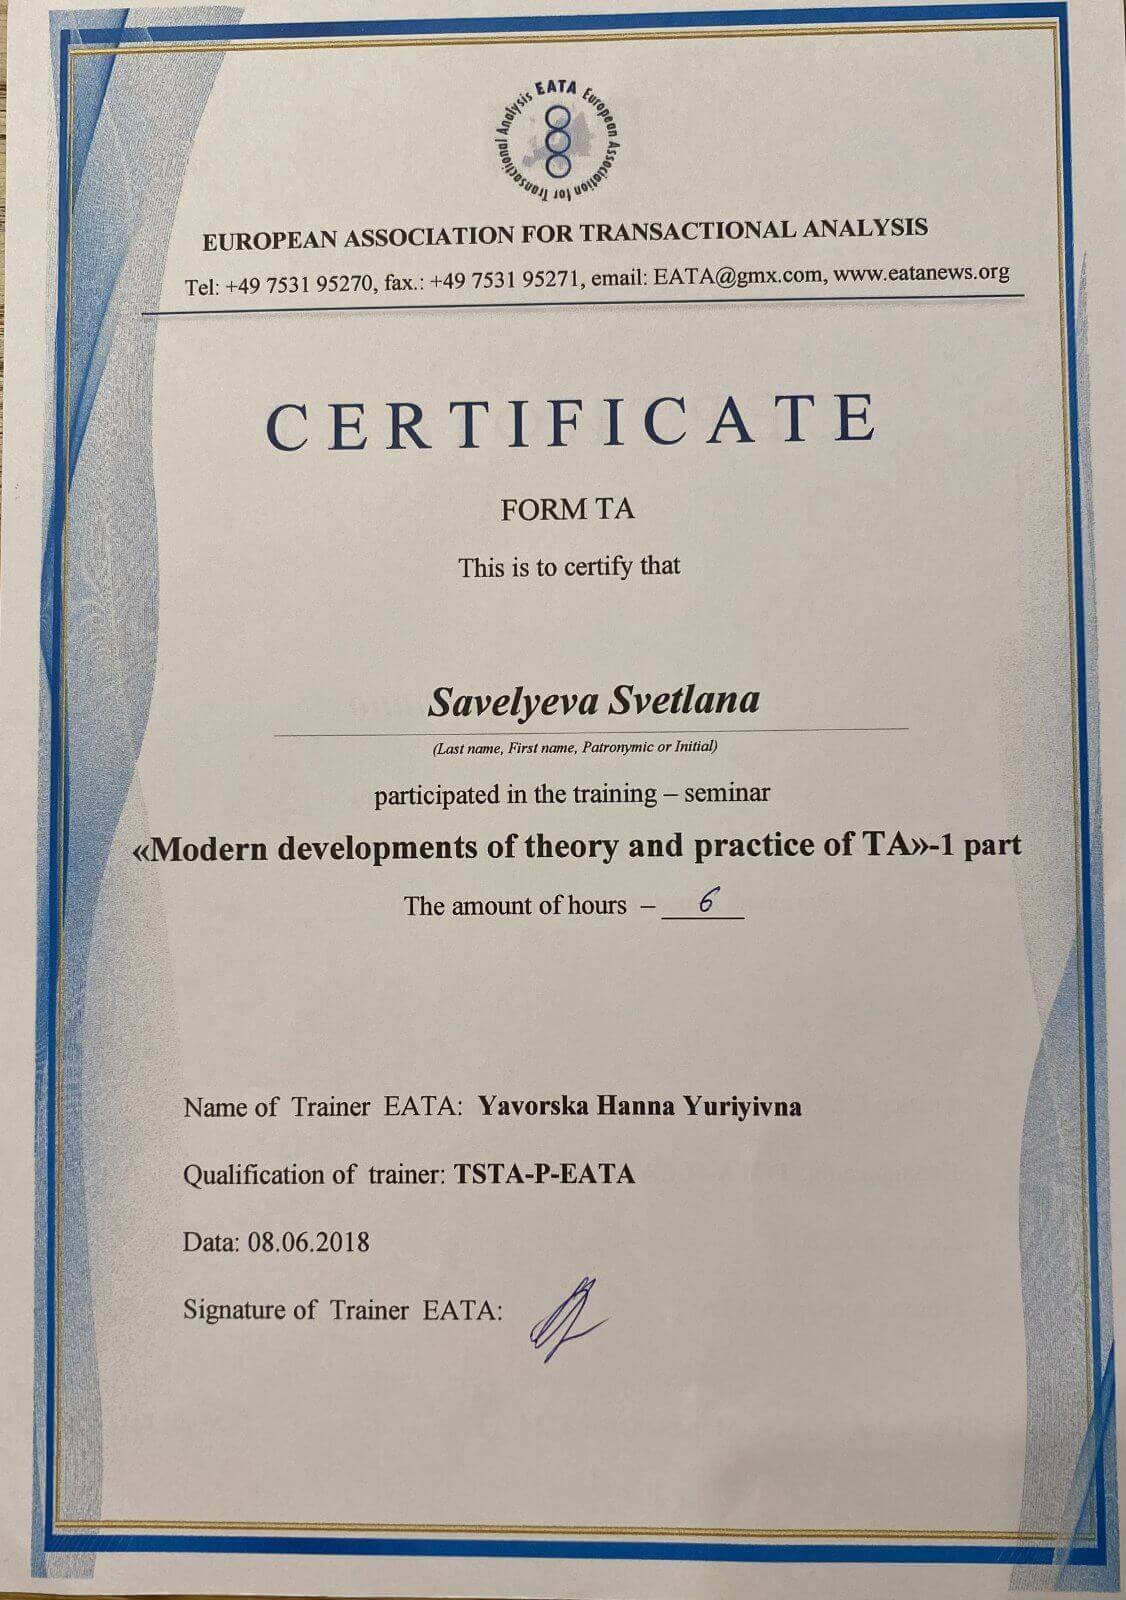 EATA European Association for Transactional Analysis
EUROPEAN ASSOCIATION FOR TRANSACTIONAL ANALYSIS
Tel: +49 7531 95270, fax.: +49 7531 95271, email: EATA@gmx.com, www.eatanews.org
CERTIFICATE
FORM TA
This is to certify that
Savelyeva Svetlana
(Last name, First name, Patronymic or Initial)
participated in the training – seminar
«Modern developments of theory and practice of TA»-1 part
The amount of hours – 6
Name of Trainer EATA: Yavorska Hanna Yuriyivna
Qualification of trainer: TSTA-P-EATA
Data: 08.06.2018
Signature of Trainer EATA: